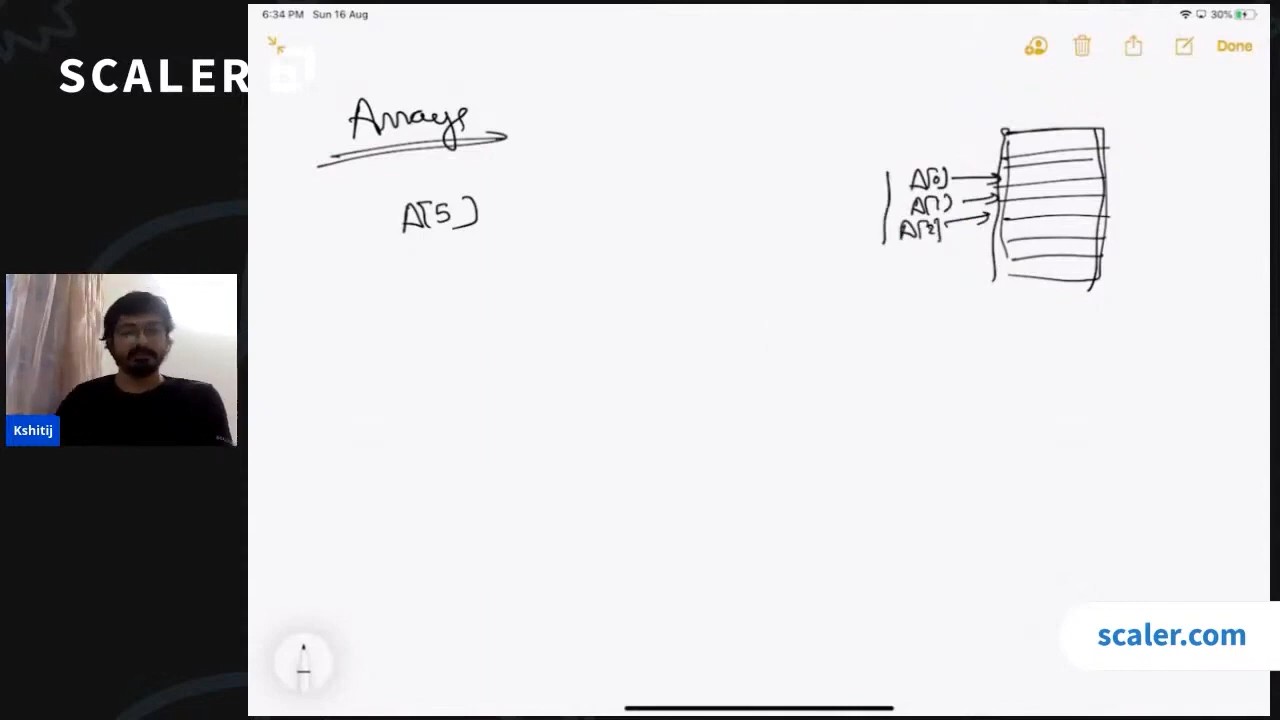 6:34 PM Sun 16 Aug
30%
Done
SCALER
Arrays
A[0]
A[1]
A[2]
A[5]
Kshitij
scaler.com